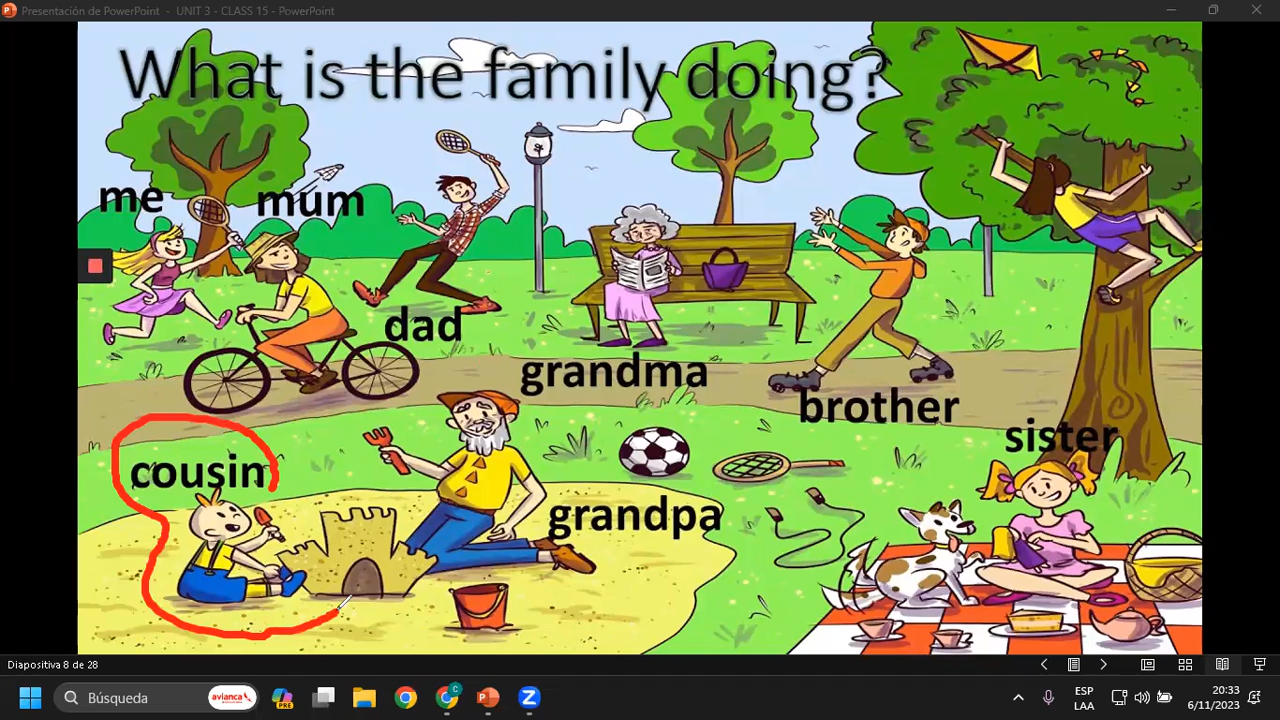 Presentación de PowerPoint - UNIT 3 - CLASS 15 - PowerPoint
What is the family doing?
me
mum
dad
grandma
brother
sister
cousin
grandpa
Diapositiva 8 de 28
Búsqueda
avianca
PRE
C
ESP
LAA
20:33
6/11/2023